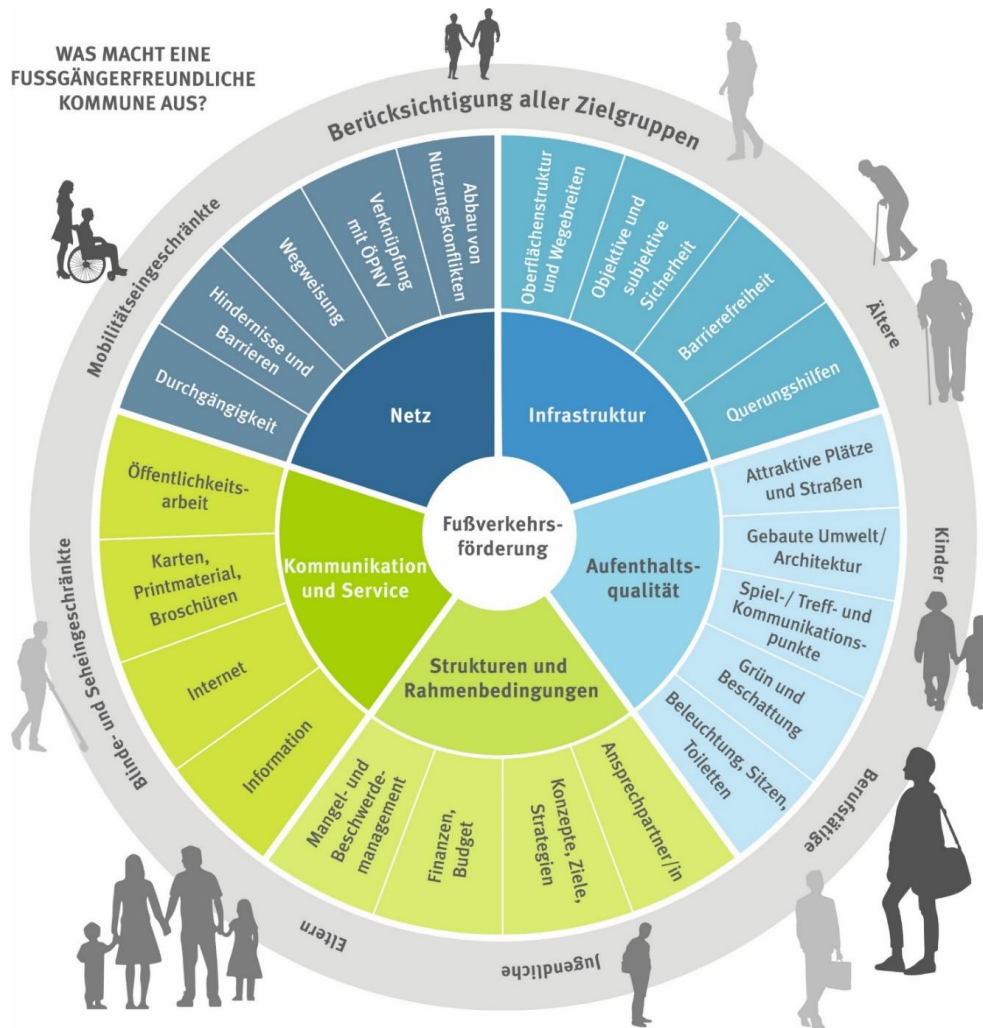 WAS MACHT EINE
FUSSGÄNGERFREUNDLICHE
KOMMUNE AUS?
Berücksichtigung aller Zielgruppen
Ältere
Kinder
Berufstätige
Jugendliche
Eltern
Blinde- und Seheingeschränkte
Mobilitätseingeschränkte
Fußverkehrs-
förderung
Netz
Durchgängigkeit
Hindernisse und
Barrieren
Wegweisung
Verknüpfung
mit ÖPNV
Abbau von
Nutzungskonflikten
Infrastruktur
Oberflächenstruktur
und Wegebreiten
Objektive und
subjektive
Sicherheit
Barrierefreiheit
Querungshilfen
Aufenthalts-
qualität
Attraktive Plätze
und Straßen
Gebaute Umwelt/
Architektur
Spiel-/ Treff- und
Kommunikations-
punkte
Grün und
Beschattung
Beleuchtung, Sitzen,
Toiletten
Strukturen und
Rahmenbedingungen
Ansprechpartner/in
Konzepte, Ziele,
Strategien
Finanzen,
Budget
Mangel- und
Beschwerde-
management
Kommunikation
und Service
Information
Internet
Karten,
Printmaterial,
Broschüren
Öffentlichkeits-
arbeit